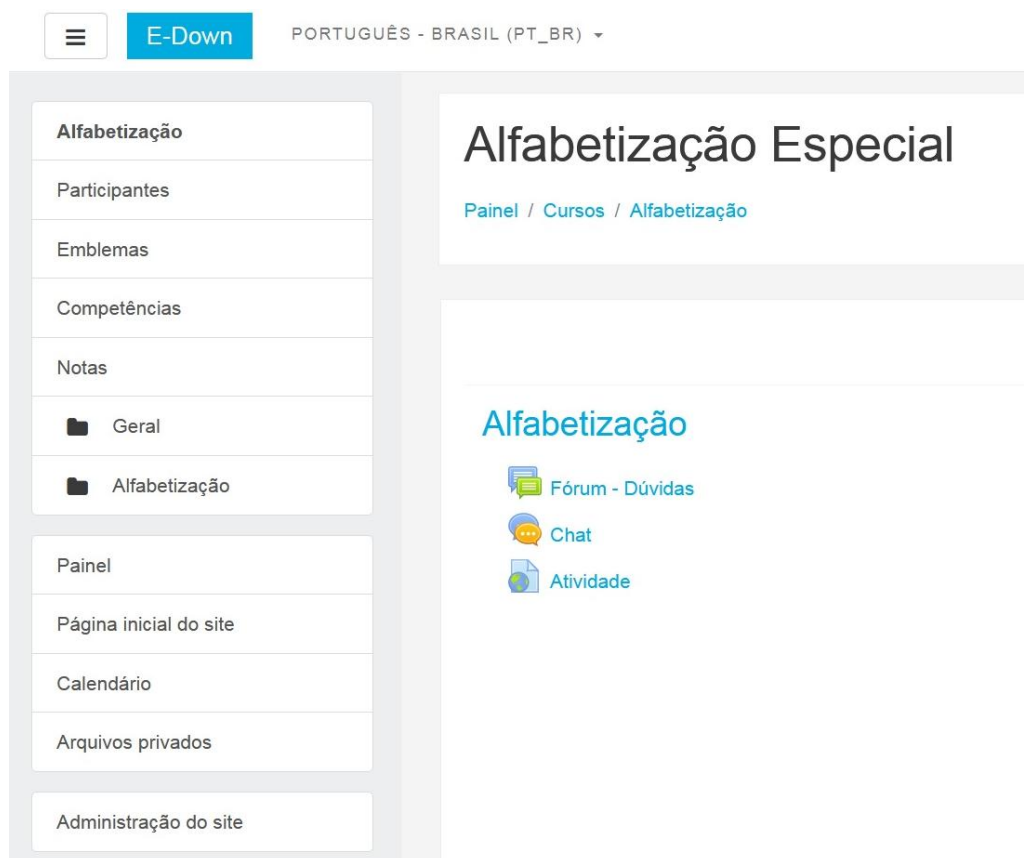 E-Down
PORTUGUÊS - BRASIL (PT_BR)
Alfabetização
Participantes
Emblemas
Competências
Notas
Geral
Alfabetização
Painel
Página inicial do site
Calendário
Arquivos privados
Administração do site
Alfabetização Especial
Painel / Cursos / Alfabetização
Alfabetização
Fórum - Dúvidas
Chat
Atividade